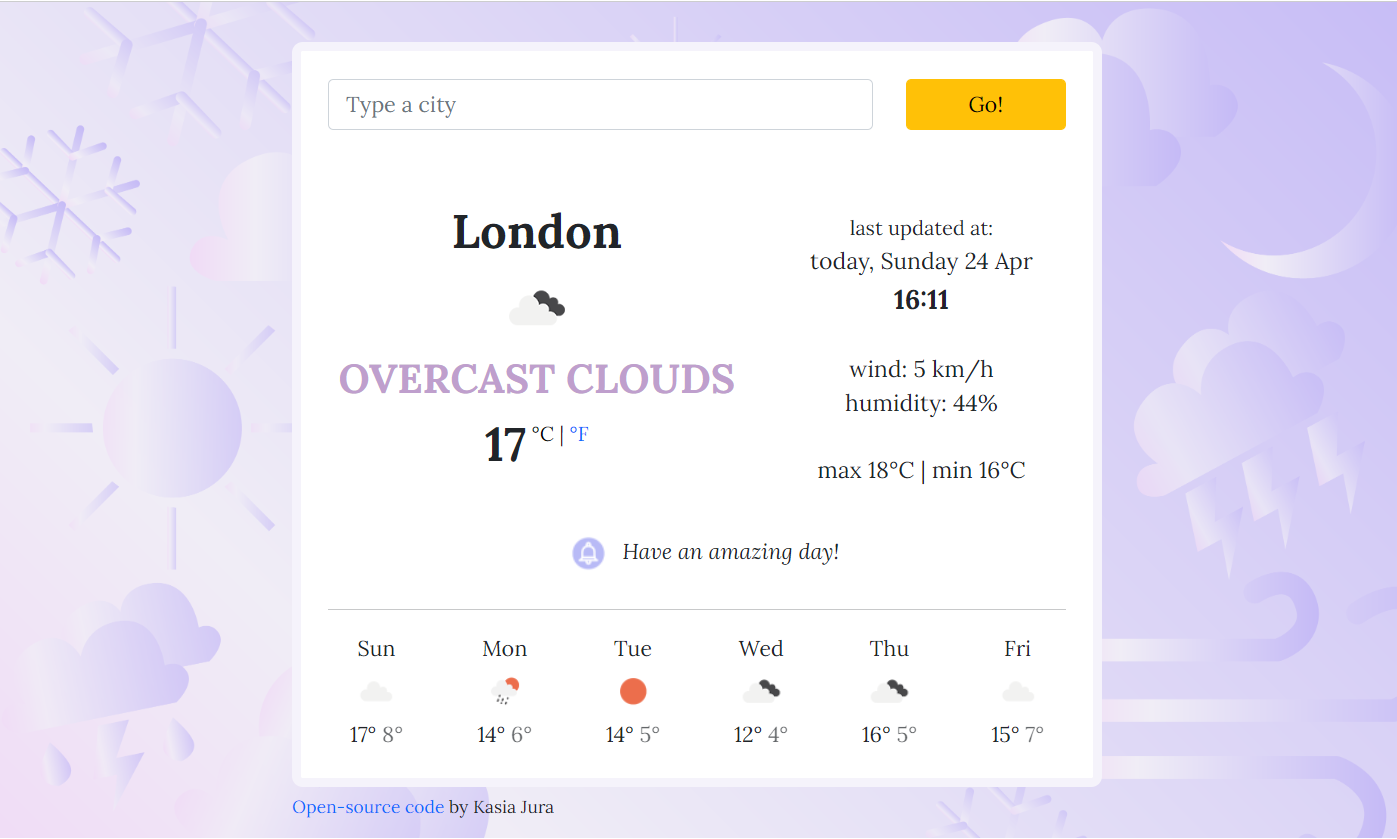 Type a city
Go!
London
OVERCAST CLOUDS
17 °C | °F
last updated at:
today, Sunday 24 Apr
16:11
wind: 5 km/h
humidity: 44%
max 18°C | min 16°C
Have an amazing day!
Sun Mon Tue Wed Thu Fri
17° 8° 14° 6° 14° 5° 12° 4° 16° 5° 15° 7°
Open-source code by Kasia Jura